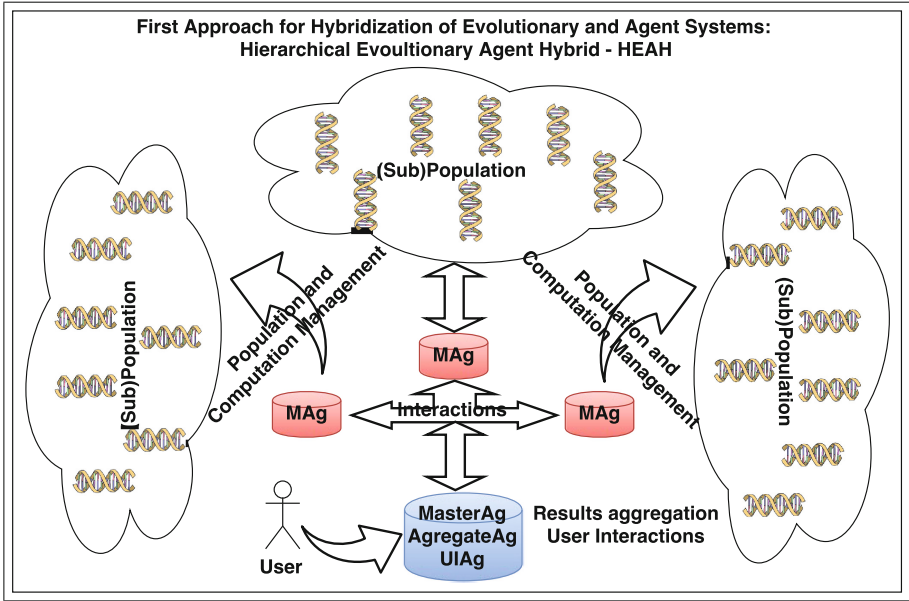 First Approach for Hybridization of Evolutionary and Agent Systems:
Hierarchical Evoultionary Agent Hybrid - HEAH
(Sub)Population
(Sub)Population
(Sub)Population
Population and
Computation Management
Population and
Computation Management
MAg
MAg
Interactions
MAg
MasterAg
AgregateAg
UIAg
Results aggregation
User Interactions
User